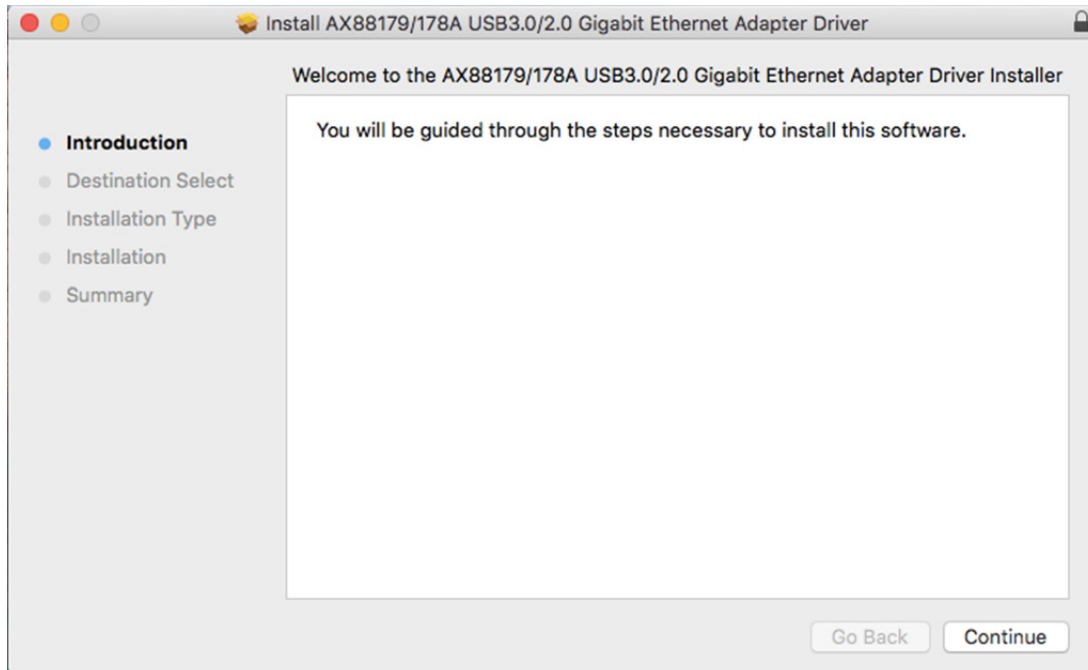 Install AX88179/178A USB3.0/2.0 Gigabit Ethernet Adapter Driver
Welcome to the AX88179/178A USB3.0/2.0 Gigabit Ethernet Adapter Driver Installer
You will be guided through the steps necessary to install this software.
Introduction
Destination Select
Installation Type
Installation
Summary
Go Back
Continue